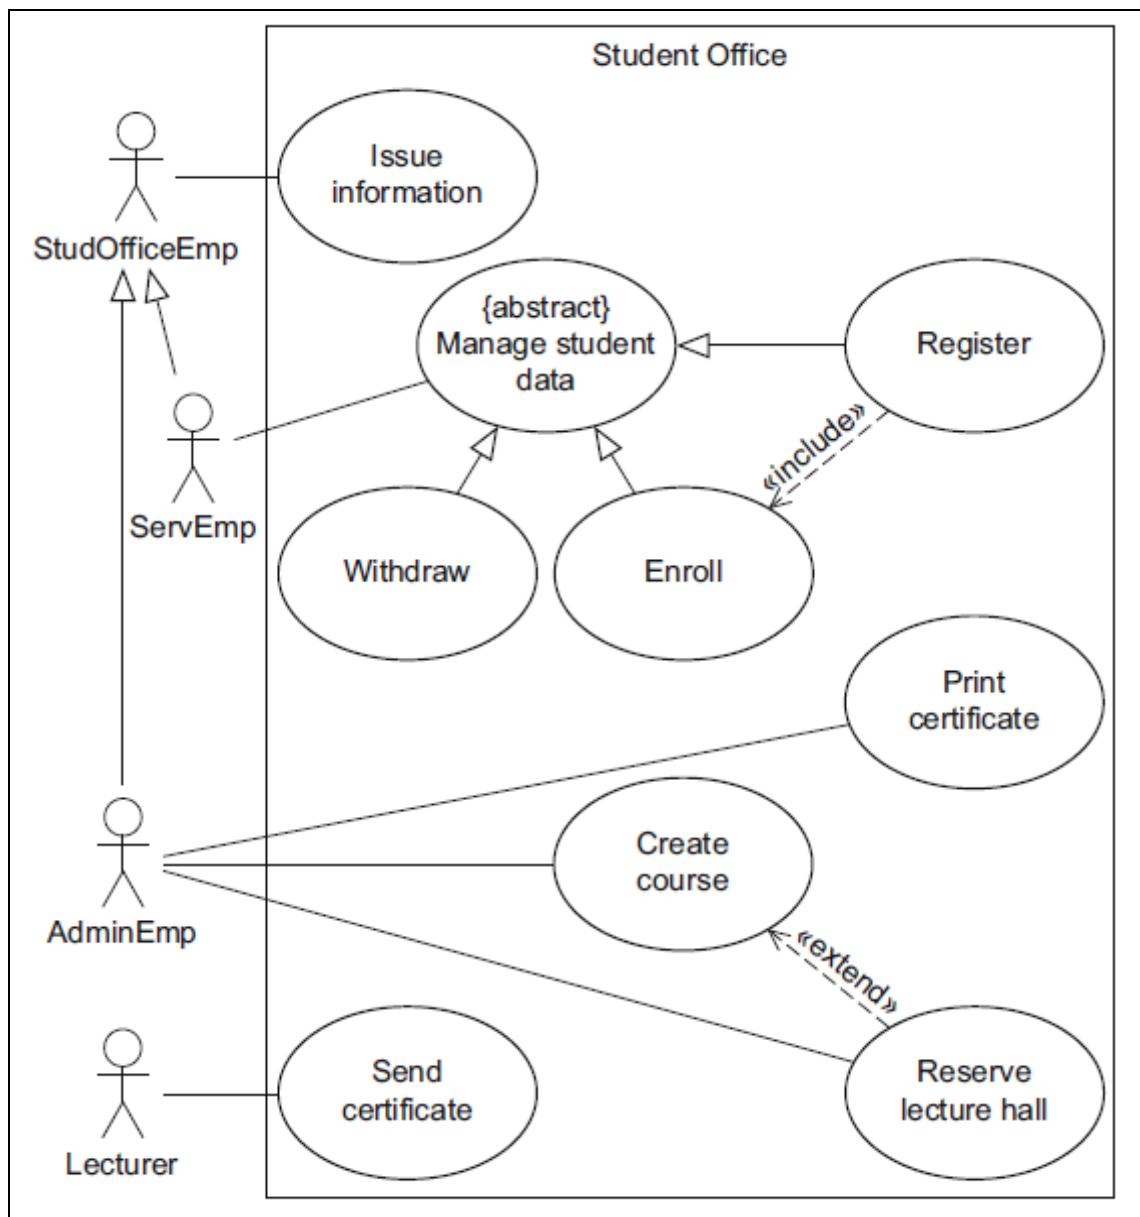 Student Office
Issue
information
StudOfficeEmp
{abstract}
Manage student
data
Register
«include»
ServEmp
Withdraw
Enroll
Print
certificate
Create
course
AdminEmp
«extend»
Send
certificate
Reserve
lecture hall
Lecturer